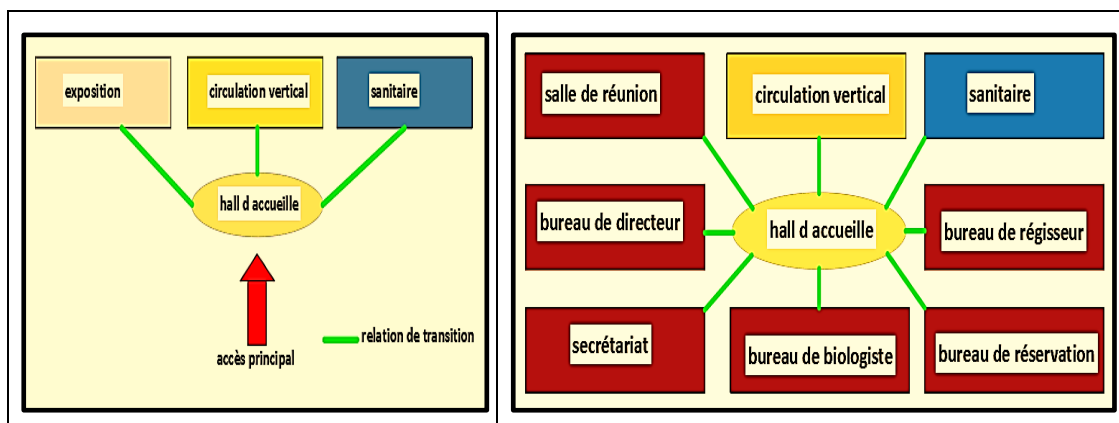 exposition
circulation vertical
sanitaire
hall d accueille
relation de transition
accès principal
salle de réunion
circulation vertical
sanitaire
bureau de directeur
hall d accueille
bureau de régisseur
secrétariat
bureau de biologiste
bureau de réservation